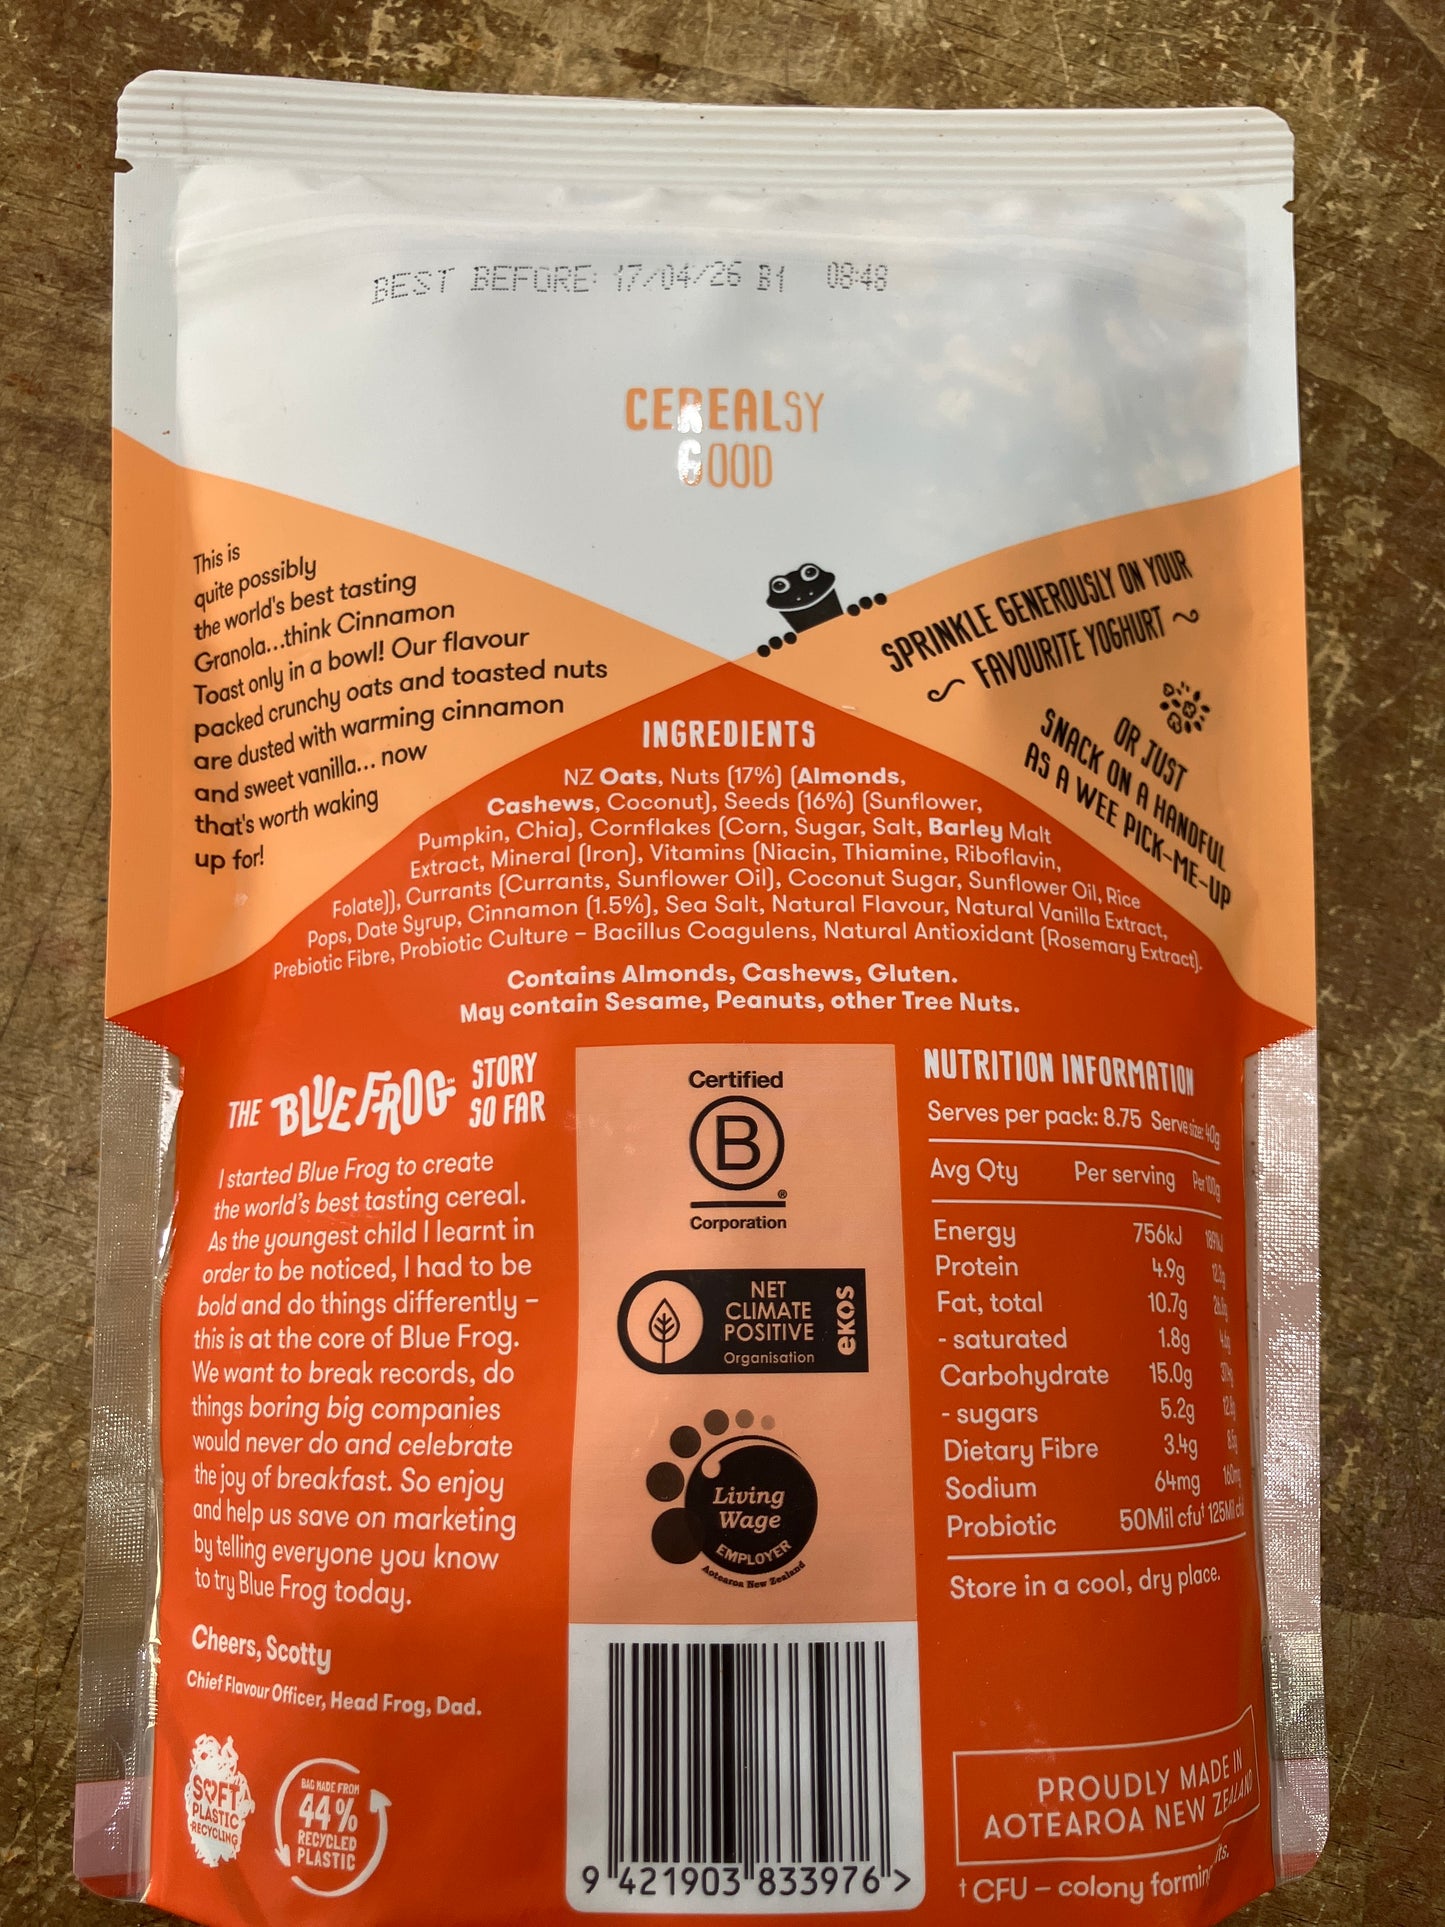 BEST BEFORE: 17/04/26 B1 08:48
CEREALSY
GOOD
This is
quite possibly
the world's best tasting
Granola...think Cinnamon
Toast only in a bowl! Our flavour
packed crunchy oats and toasted nuts
are dusted with warming cinnamon
and sweet vanilla... now
that's worth waking
up for!
SPRINKLE GENEROUSLY ON YOUR
FAVOURITE YOGHURT
OR JUST
SNACK ON A HANDFUL
AS A WEE PICK-ME-UP
INGREDIENTS
NZ Oats, Nuts (17%) (Almonds,
Cashews, Coconut), Seeds (16%) (Sunflower,
Pumpkin, Chia), Cornflakes (Corn, Sugar, Salt, Barley Malt
Extract, Mineral (Iron), Vitamins (Niacin, Thiamine, Riboflavin,
Folate)), Currants (Currants, Sunflower Oil), Coconut Sugar, Sunflower Oil, Rice
Pops, Date Syrup, Cinnamon (1.5%), Sea Salt, Natural Flavour, Natural Vanilla Extract,
Prebiotic Fibre, Probiotic Culture – Bacillus Coagulens, Natural Antioxidant (Rosemary Extract).
Contains Almonds, Cashews, Gluten.
May contain Sesame, Peanuts, other Tree Nuts.
THE BLUE FROG™ STORY
SO FAR
I started Blue Frog to create
the world's best tasting cereal.
As the youngest child I learnt in
order to be noticed, I had to be
bold and do things differently –
this is at the core of Blue Frog.
We want to break records, do
things boring big companies
would never do and celebrate
the joy of breakfast. So enjoy
and help us save on marketing
by telling everyone you know
to try Blue Frog today.
Cheers, Scotty
Chief Flavour Officer, Head Frog, Dad.
SOFT
PLASTIC
RECYCLING
BAG MADE FROM
44%
RECYCLED
PLASTIC
Certified
B
®
Corporation
NET
CLIMATE
POSITIVE
Organisation
ekos
Living
Wage
EMPLOYER
Aotearoa New Zealand
9 421903 833976 >
NUTRITION INFORMATION
Serves per pack: 8.75 Serve size: 40g
Avg Qty Per serving Per 100g
Energy 756kJ
Protein 4.9g
Fat, total 10.7g
- saturated 1.8g
Carbohydrate 15.0g
- sugars 5.2g
Dietary Fibre 3.4g
Sodium 64mg 160mg
Probiotic 50Mil cfu† 125Mil
Store in a cool, dry place.
PROUDLY MADE IN
AOTEAROA NEW ZEALAND
† CFU – colony forming